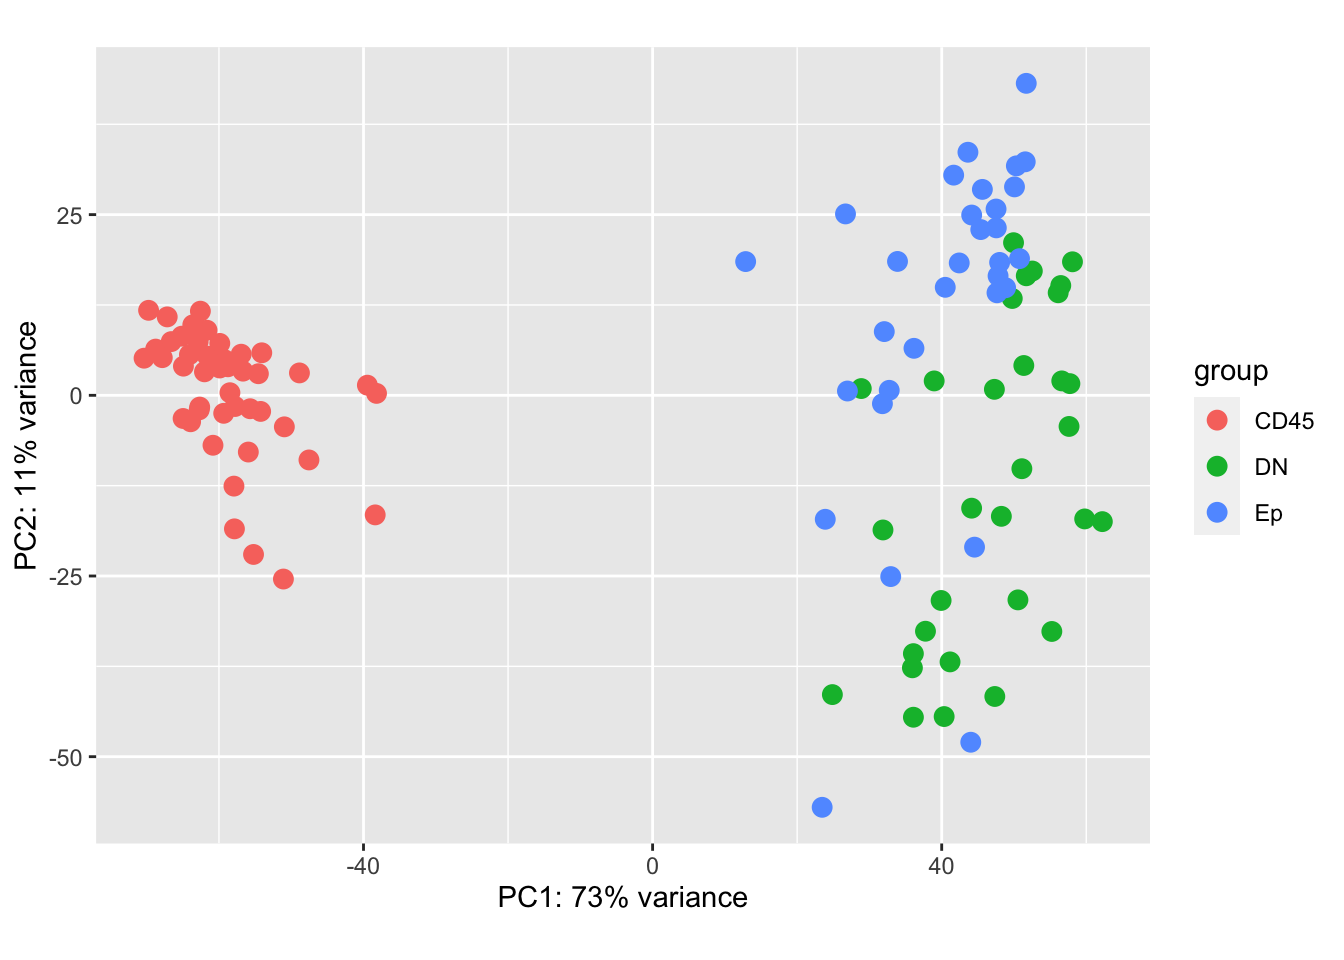 25
0
-25
-50
PC2: 11% variance
-40
0
40
PC1: 73% variance
group
CD45
DN
Ep